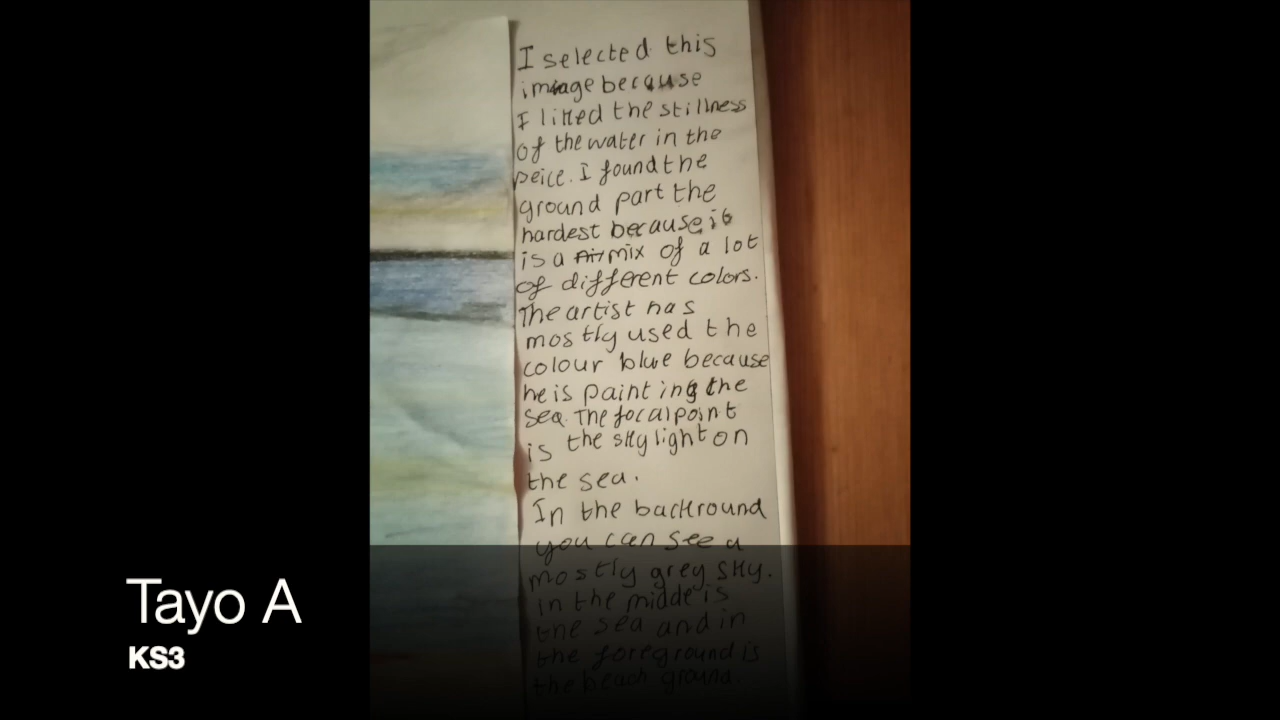 I selected this
image because
I liked the stillness
of the water in the
peice. I found the
ground part the
hardest because it
is a mix of a lot
of different colors.
The artist has
mostly used the
colour blue because
he is painting the
sea. The focal point
is the sky light on
the sea.
In the backround
you can see a
mostly grey sky.
in the midde is
the sea and in
the foreground is
the beach ground.
Tayo A
KS3